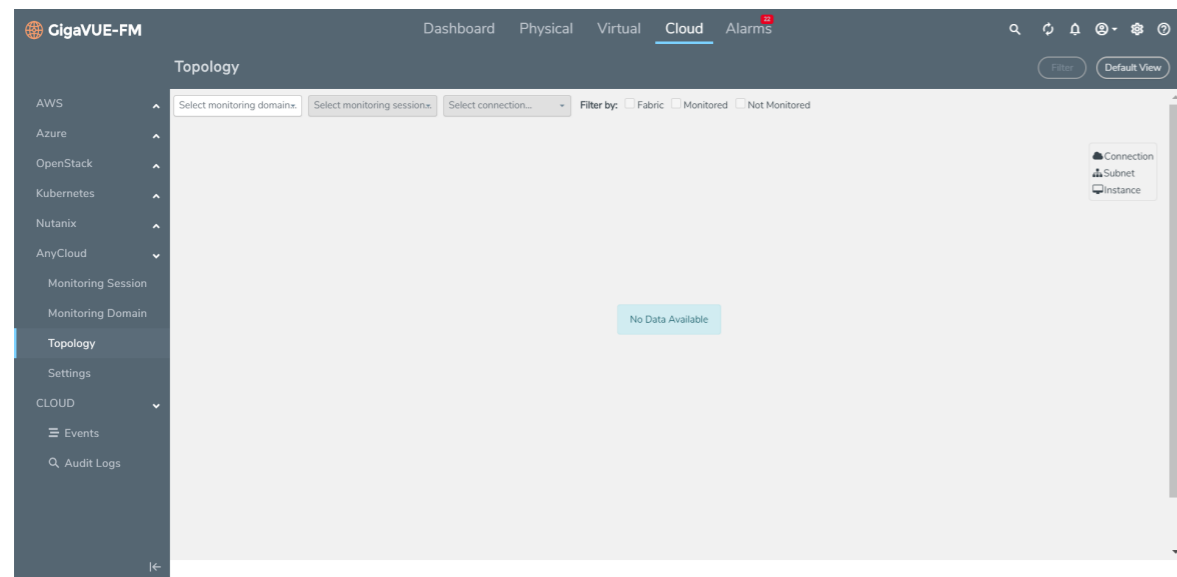 GigaVUE-FM
Dashboard Physical Virtual Cloud Alarms 22
Topology
Filter Default View
AWS
Azure
OpenStack
Kubernetes
Nutanix
AnyCloud
Monitoring Session
Monitoring Domain
Topology
Settings
CLOUD
Events
Audit Logs
Select monitoring domain... Select monitoring session... Select connection... Filter by: Fabric Monitored Not Monitored
Connection
Subnet
Instance
No Data Available